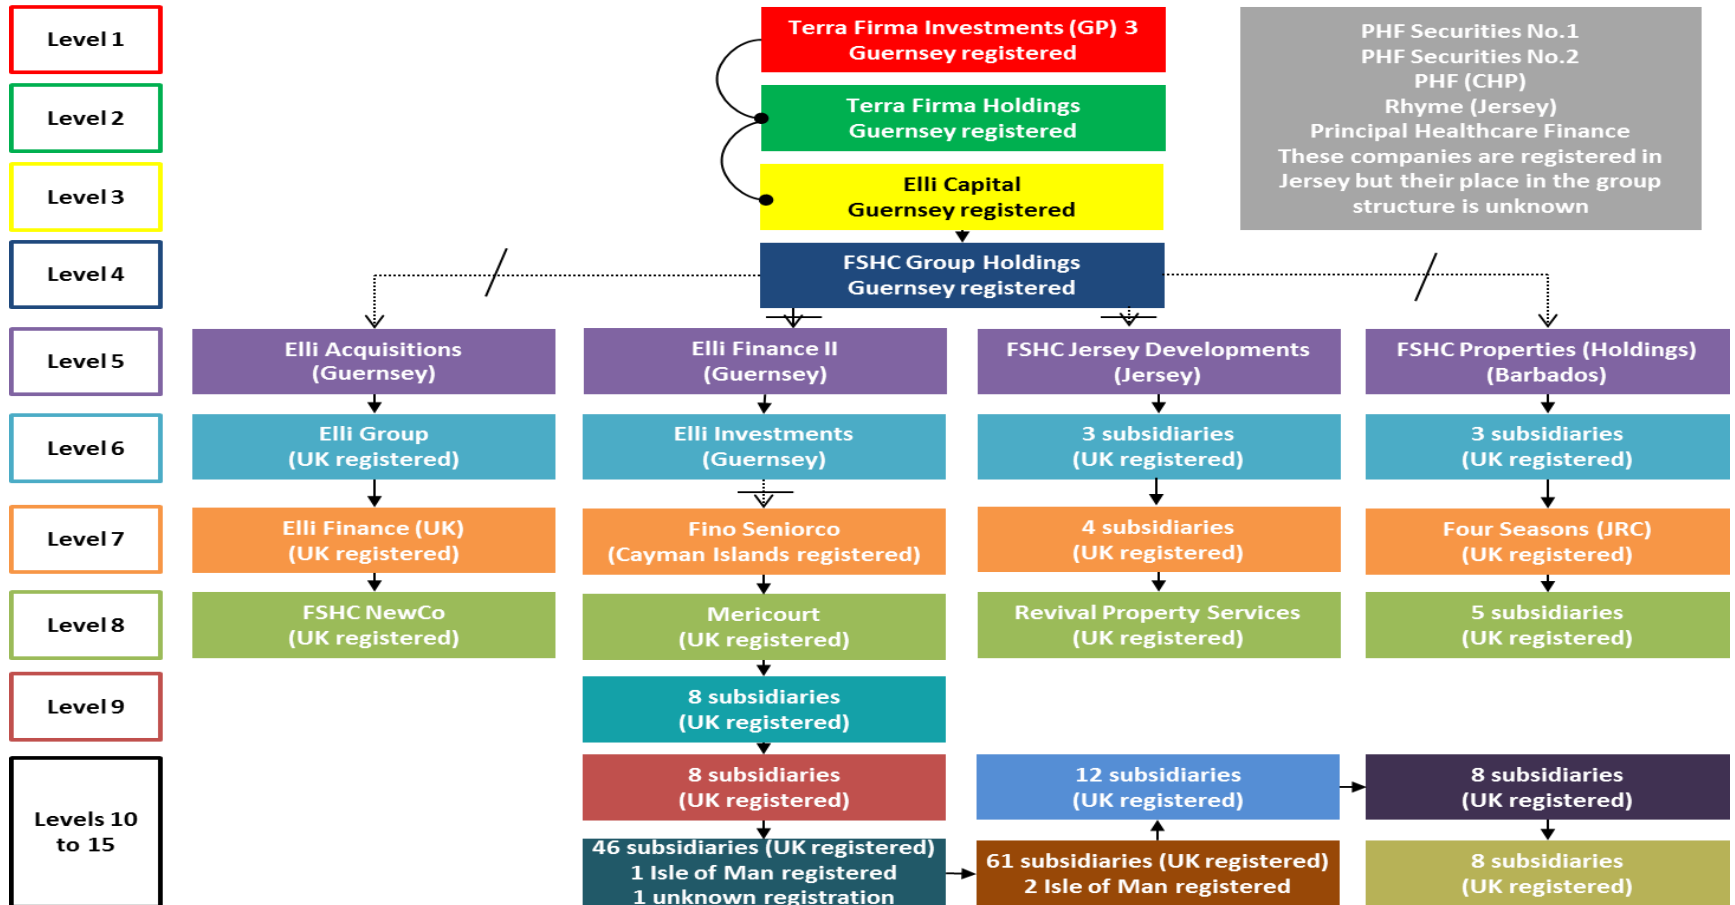 Level 1
Terra Firma Investments (GP) 3
Guernsey registered
PHF Securities No.1
PHF Securities No.2
PHF (CHP)
Rhyme (Jersey)
Principal Healthcare Finance
These companies are registered in
Jersey but their place in the group
structure is unknown
Level 2
Terra Firma Holdings
Guernsey registered
Level 3
Elli Capital
Guernsey registered
Level 4
FSHC Group Holdings
Guernsey registered
Level 5
Elli Acquisitions
(Guernsey)
Elli Finance II
(Guernsey)
FSHC Jersey Developments
(Jersey)
FSHC Properties (Holdings)
(Barbados)
Level 6
Elli Group
(UK registered)
Elli Investments
(Guernsey)
3 subsidiaries
(UK registered)
3 subsidiaries
(UK registered)
Level 7
Elli Finance (UK)
(UK registered)
Fino Seniorco
(Cayman Islands registered)
4 subsidiaries
(UK registered)
Four Seasons (JRC)
(UK registered)
Level 8
FSHC NewCo
(UK registered)
Mericourt
(UK registered)
Revival Property Services
(UK registered)
5 subsidiaries
(UK registered)
Level 9
8 subsidiaries
(UK registered)
Levels 10
to 15
8 subsidiaries
(UK registered)
12 subsidiaries
(UK registered)
8 subsidiaries
(UK registered)
46 subsidiaries (UK registered)
1 Isle of Man registered
1 unknown registration
61 subsidiaries (UK registered)
2 Isle of Man registered
8 subsidiaries
(UK registered)